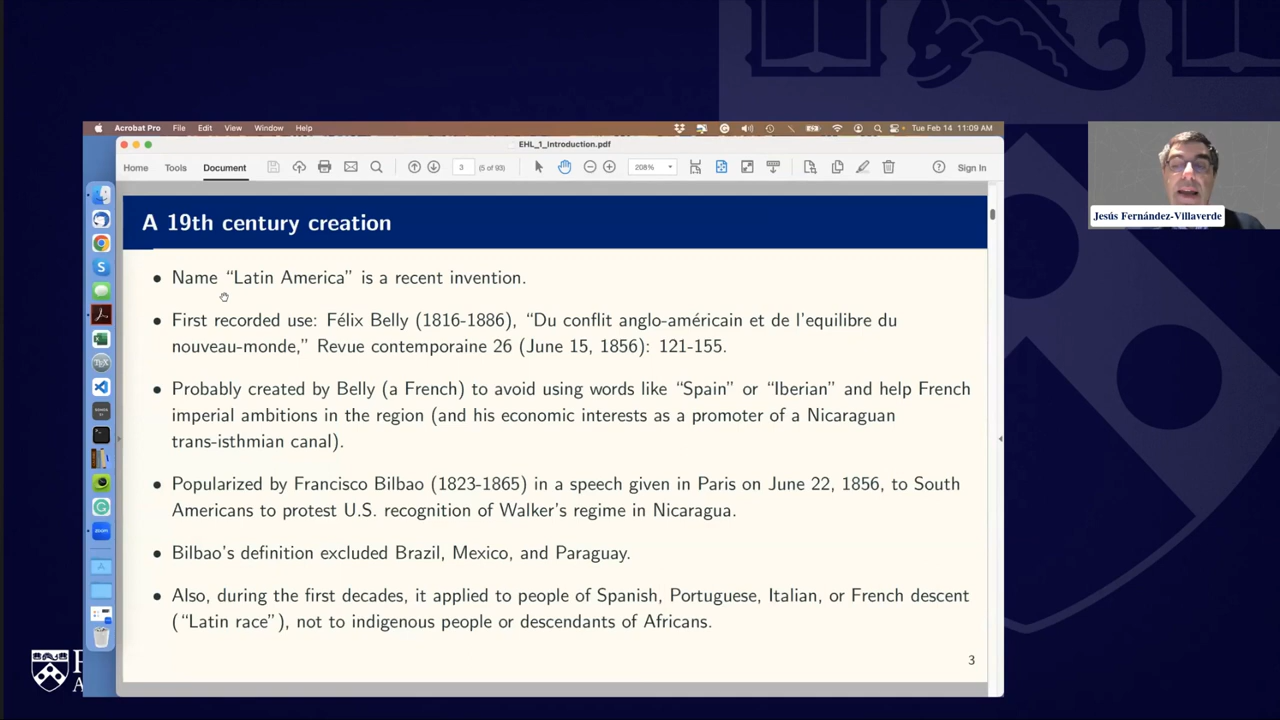 Acrobat Pro File Edit View Window Help Tue Feb 14 11:09 AM
EHL_1_Introduction.pdf
Home Tools Document 3 (5 of 93) 208% Sign In
A 19th century creation
• Name “Latin America” is a recent invention.
• First recorded use: Félix Belly (1816-1886), “Du conflit anglo-américain et de l'equilibre du
nouveau-monde,” Revue contemporaine 26 (June 15, 1856): 121-155.
• Probably created by Belly (a French) to avoid using words like “Spain” or “Iberian” and help French
imperial ambitions in the region (and his economic interests as a promoter of a Nicaraguan
trans-isthmian canal).
• Popularized by Francisco Bilbao (1823-1865) in a speech given in Paris on June 22, 1856, to South
Americans to protest U.S. recognition of Walker's regime in Nicaragua.
• Bilbao's definition excluded Brazil, Mexico, and Paraguay.
• Also, during the first decades, it applied to people of Spanish, Portuguese, Italian, or French descent
(“Latin race”), not to indigenous people or descendants of Africans.
3
Jesús Fernández-Villaverde